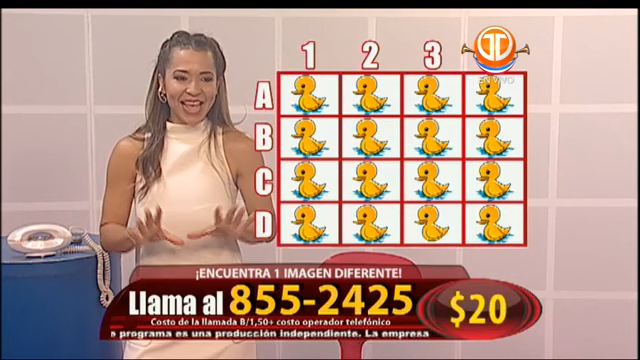 1 2 3
EN VIVO
A
B
C
D
¡ENCUENTRA 1 IMAGEN DIFERENTE!
Llama al 855-2425
$20
Costo de la llamada B/1,50+ costo operador telefónico
programa es una producción independiente. La empresa